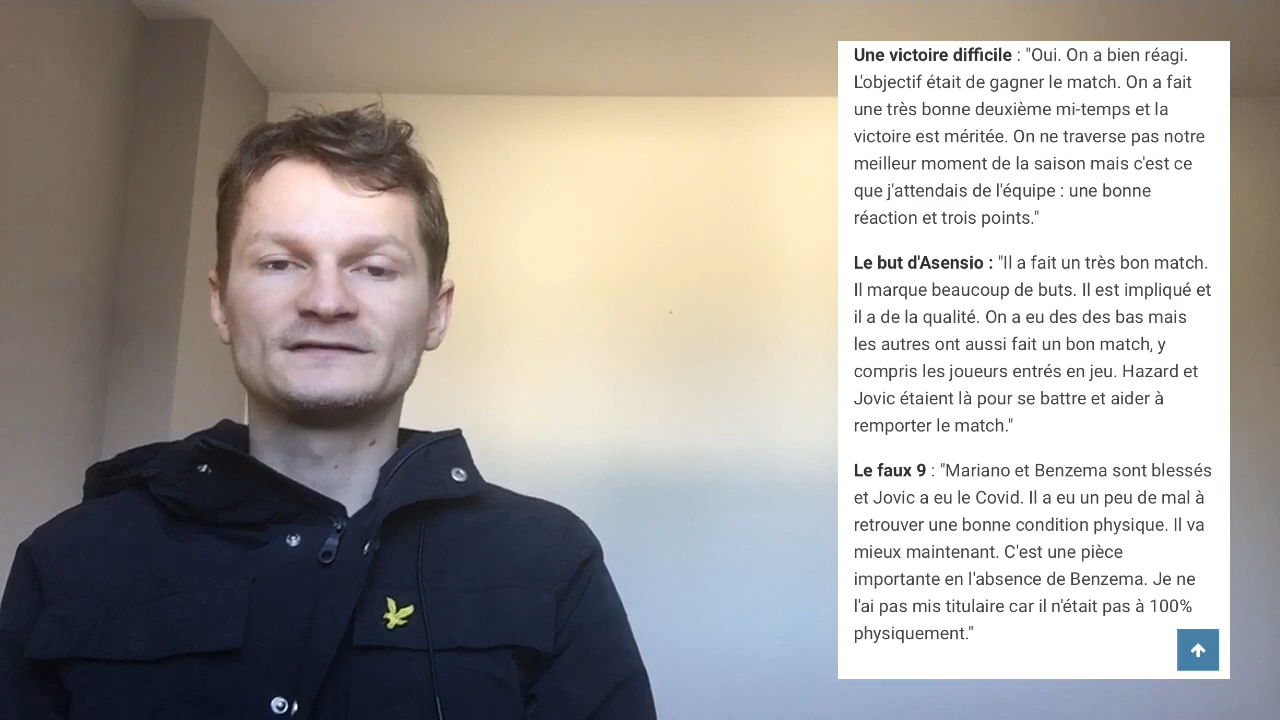 Une victoire difficile : "Oui. On a bien réagi.
L'objectif était de gagner le match. On a fait
une très bonne deuxième mi-temps et la
victoire est méritée. On ne traverse pas notre
meilleur moment de la saison mais c'est ce
que j'attendais de l'équipe : une bonne
réaction et trois points."
Le but d'Asensio : "Il a fait un très bon match.
Il marque beaucoup de buts. Il est impliqué et
il a de la qualité. On a eu des des bas mais
les autres ont aussi fait un bon match, y
compris les joueurs entrés en jeu. Hazard et
Jovic étaient là pour se battre et aider à
remporter le match."
Le faux 9 : "Mariano et Benzema sont blessés
et Jovic a eu le Covid. Il a eu un peu de mal à
retrouver une bonne condition physique. Il va
mieux maintenant. C'est une pièce
importante en l'absence de Benzema. Je ne
l'ai pas mis titulaire car il n'était pas à 100%
physiquement."